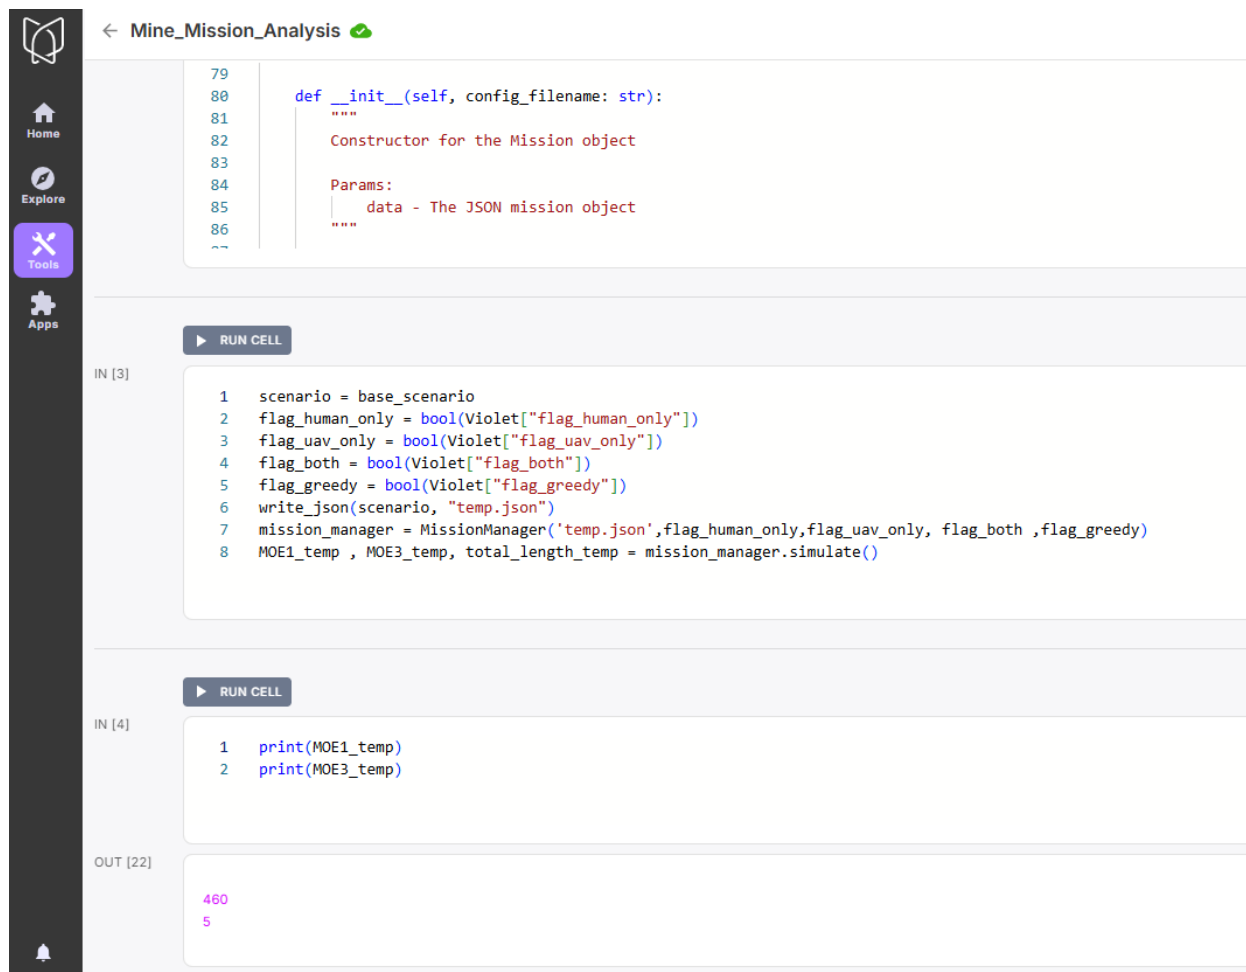 Mine_Mission_Analysis
Home
Explore
Tools
Apps
79
80 def __init__(self, config_filename: str):
81 """
82 Constructor for the Mission object
83
84 Params:
85 data - The JSON mission object
86 """
RUN CELL
IN [3]
1 scenario = base_scenario
2 flag_human_only = bool(Violet["flag_human_only"])
3 flag_uav_only = bool(Violet["flag_uav_only"])
4 flag_both = bool(Violet["flag_both"])
5 flag_greedy = bool(Violet["flag_greedy"])
6 write_json(scenario, "temp.json")
7 mission_manager = MissionManager('temp.json',flag_human_only,flag_uav_only, flag_both ,flag_greedy)
8 MOE1_temp , MOE3_temp, total_length_temp = mission_manager.simulate()
RUN CELL
IN [4]
1 print(MOE1_temp)
2 print(MOE3_temp)
OUT [22]
460
5